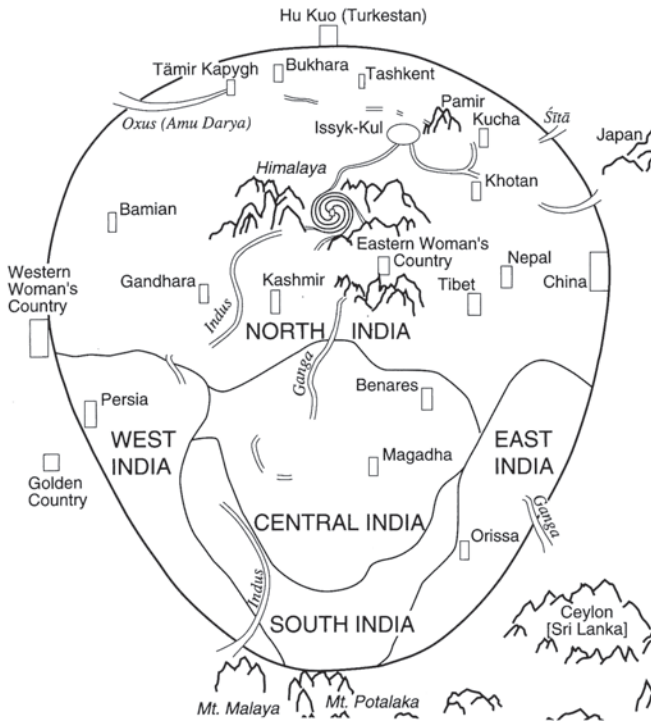 Hu Kuo (Turkestan)
Tämir Kapygh
Bukhara
Tashkent
Oxus (Amu Darya)
Issyk-Kul
Pamir
Kucha
Śītā
Japan
Himalaya
Khotan
Bamian
Eastern Woman's
Country
Nepal
Western
Woman's
Country
Gandhara
Indus
Kashmir
Tibet
China
NORTH INDIA
Ganga
Persia
Benares
WEST
INDIA
EAST
INDIA
Golden
Country
Magadha
CENTRAL INDIA
Ganga
Orissa
Indus
SOUTH INDIA
Ceylon
[Sri Lanka]
Mt. Malaya
Mt. Potalaka